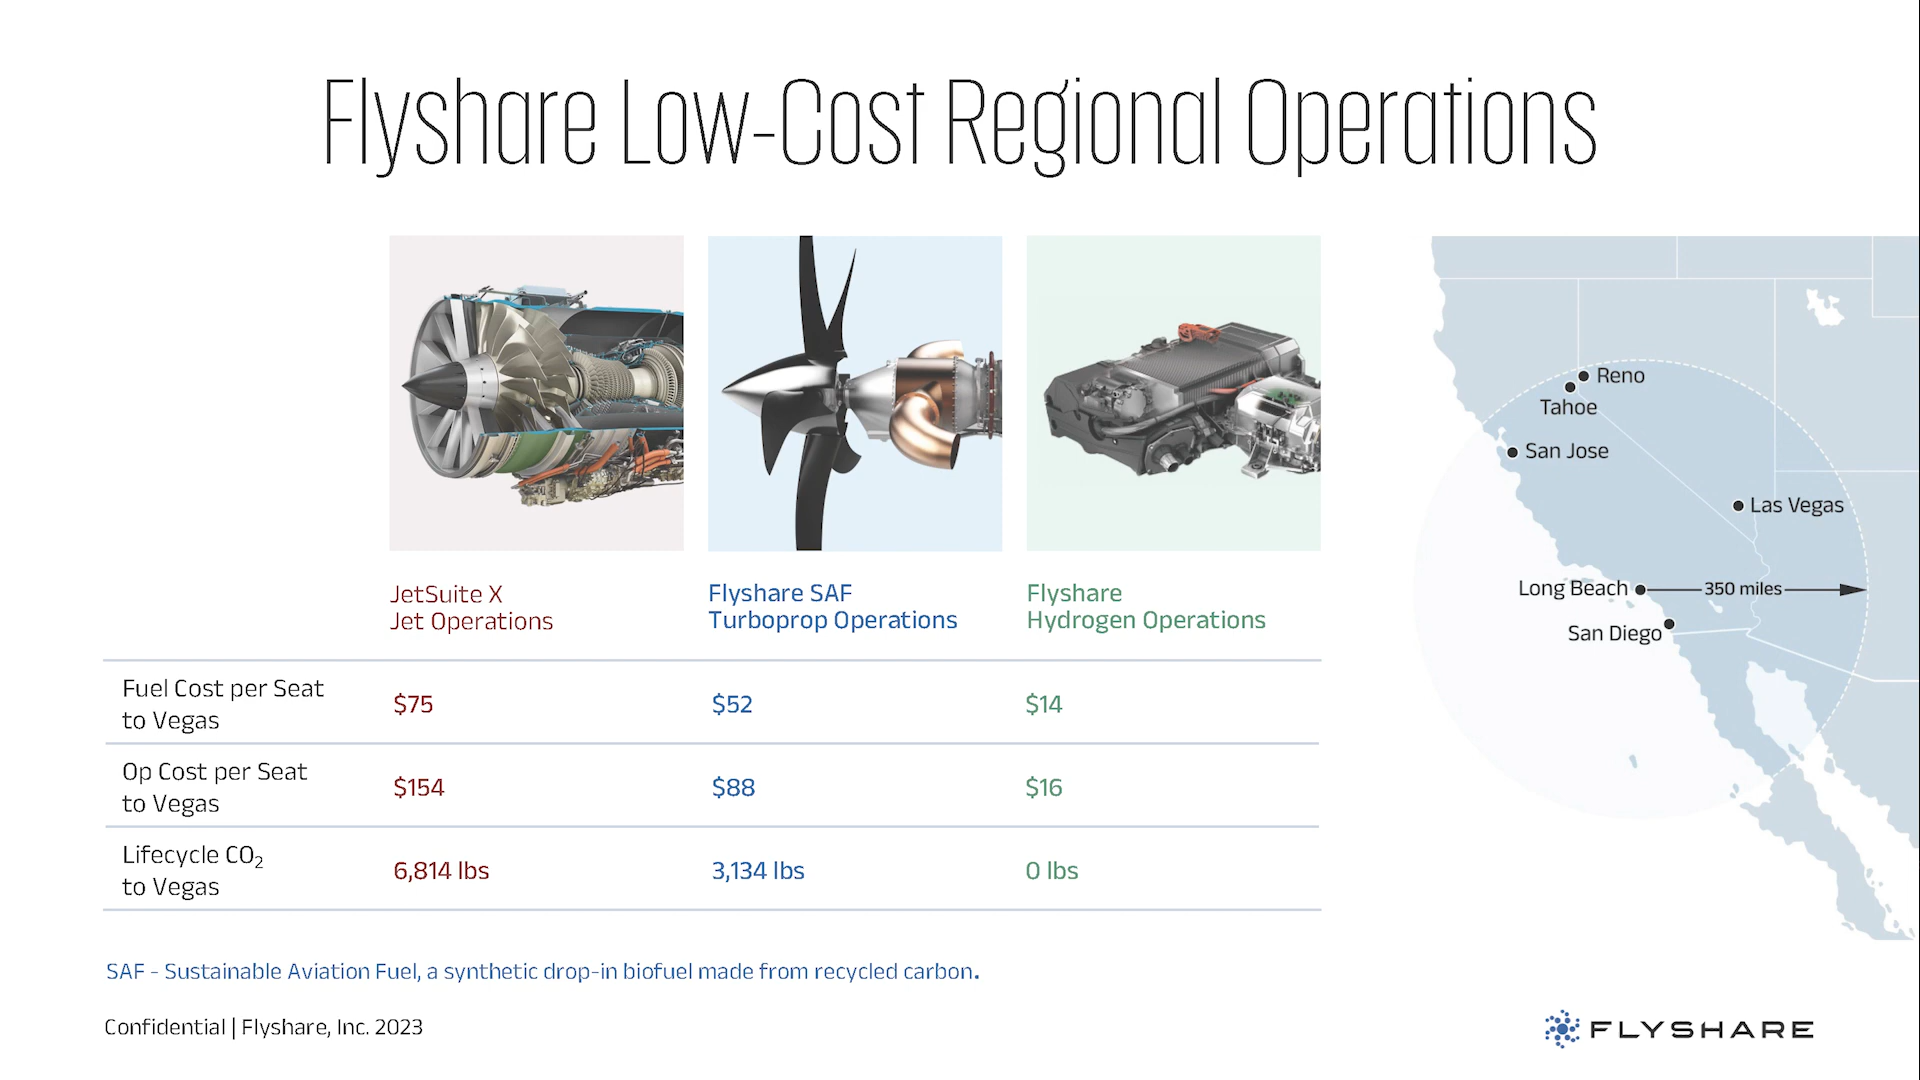 Flyshare Low-Cost Regional Operations
JetSuite X
Jet Operations
Flyshare SAF
Turboprop Operations
Flyshare
Hydrogen Operations
Fuel Cost per Seat
to Vegas
$75
$52
$14
Op Cost per Seat
to Vegas
$154
$88
$16
Lifecycle CO₂
to Vegas
6,814 lbs
3,134 lbs
0 lbs
Reno
Tahoe
San Jose
Las Vegas
Long Beach
350 miles
San Diego
SAF - Sustainable Aviation Fuel, a synthetic drop-in biofuel made from recycled carbon.
Confidential | Flyshare, Inc. 2023
FLYSHARE